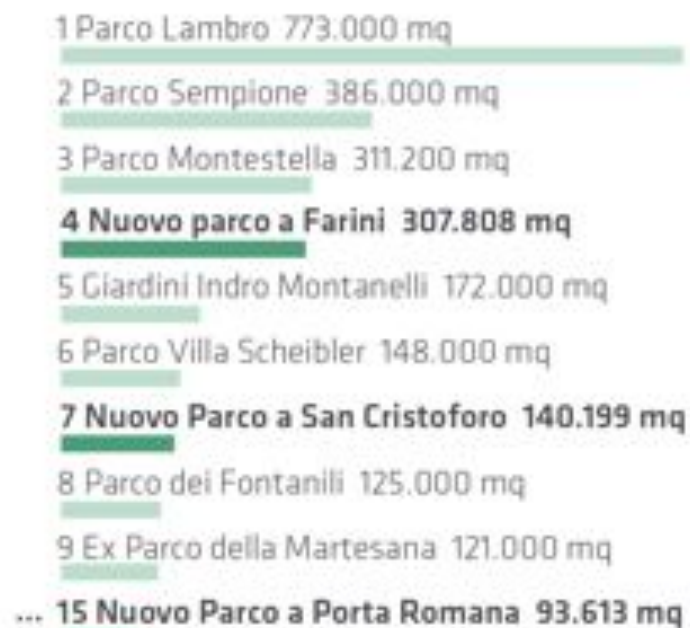 1 Parco Lambro 773.000 mq
2 Parco Sempione 386.000 mq
3 Parco Montestella 311.200 mq
4 Nuovo parco a Farini 307.808 mq
5 Giardini Indro Montanelli 172.000 mq
6 Parco Villa Scheibler 148.000 mq
7 Nuovo Parco a San Cristoforo 140.199 mq
8 Parco dei Fontanili 125.000 mq
9 Ex Parco della Martesana 121.000 mq
... 15 Nuovo Parco a Porta Romana 93.613 mq